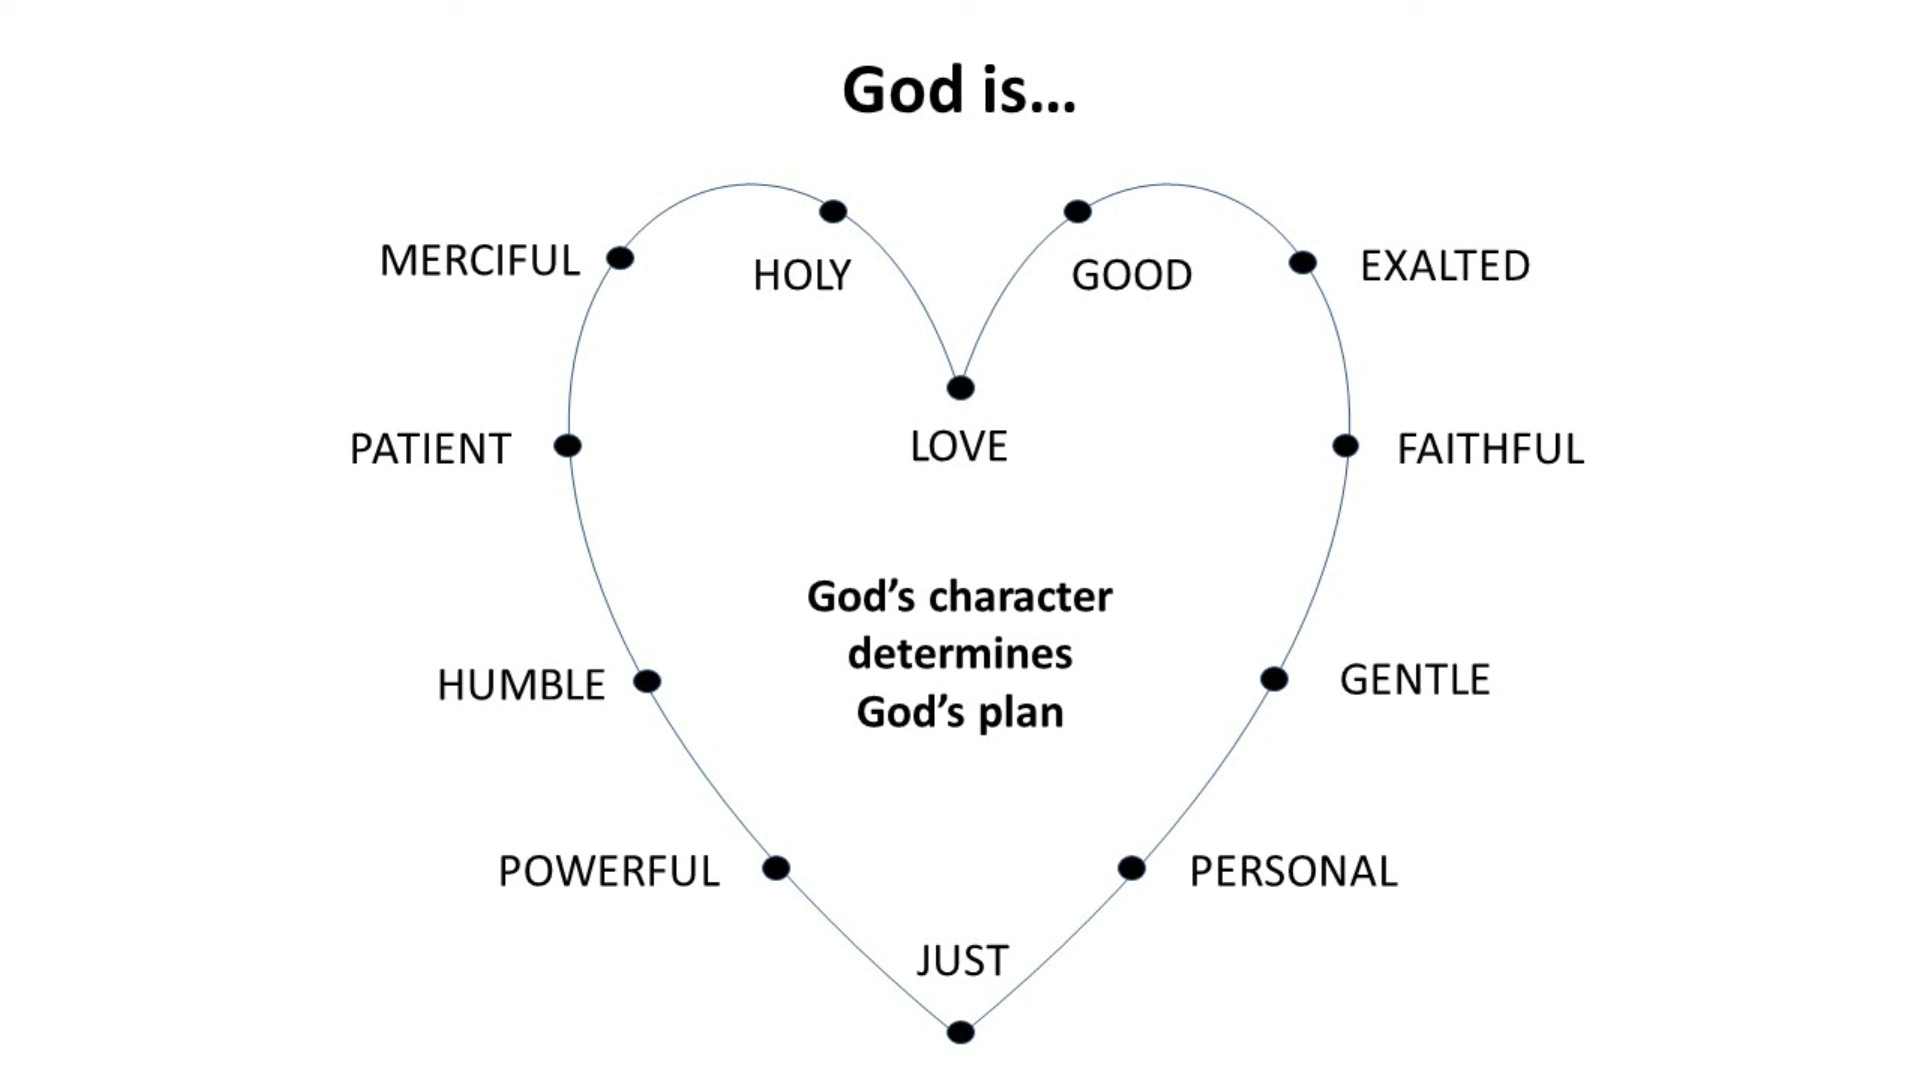 God is...
MERCIFUL
HOLY
GOOD
EXALTED
PATIENT
LOVE
FAITHFUL
God’s character
determines
God’s plan
HUMBLE
GENTLE
POWERFUL
PERSONAL
JUST